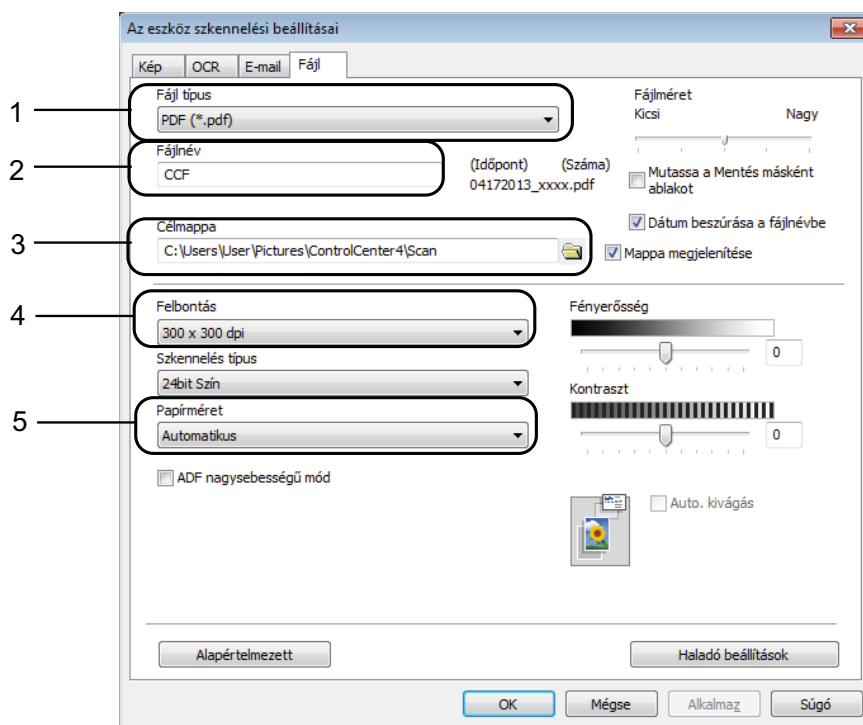 Az eszköz szkennelési beállításai
Kép OCR E-mail Fájl
1
Fájl típus
PDF (*.pdf)
Fájlméret
Kicsi Nagy
2
Fájlnév
CCF
(Időpont) (Száma)
04172013_xxxx.pdf
Mutassa a Mentés másként
ablakot
Dátum beszúrása a fájlnévbe
3
Célmappa
C:\Users\User\Pictures\ControlCenter4\Scan
Mappa megjelenítése
4
Felbontás
300 x 300 dpi
Fényerősség
0
Szkennelés típus
24bit Szín
Kontraszt
0
5
Papírméret
Automatikus
ADF nagysebességű mód
Auto. kivágás
Alapértelmezett
Haladó beállítások
OK Mégse Alkalmaz Súgó